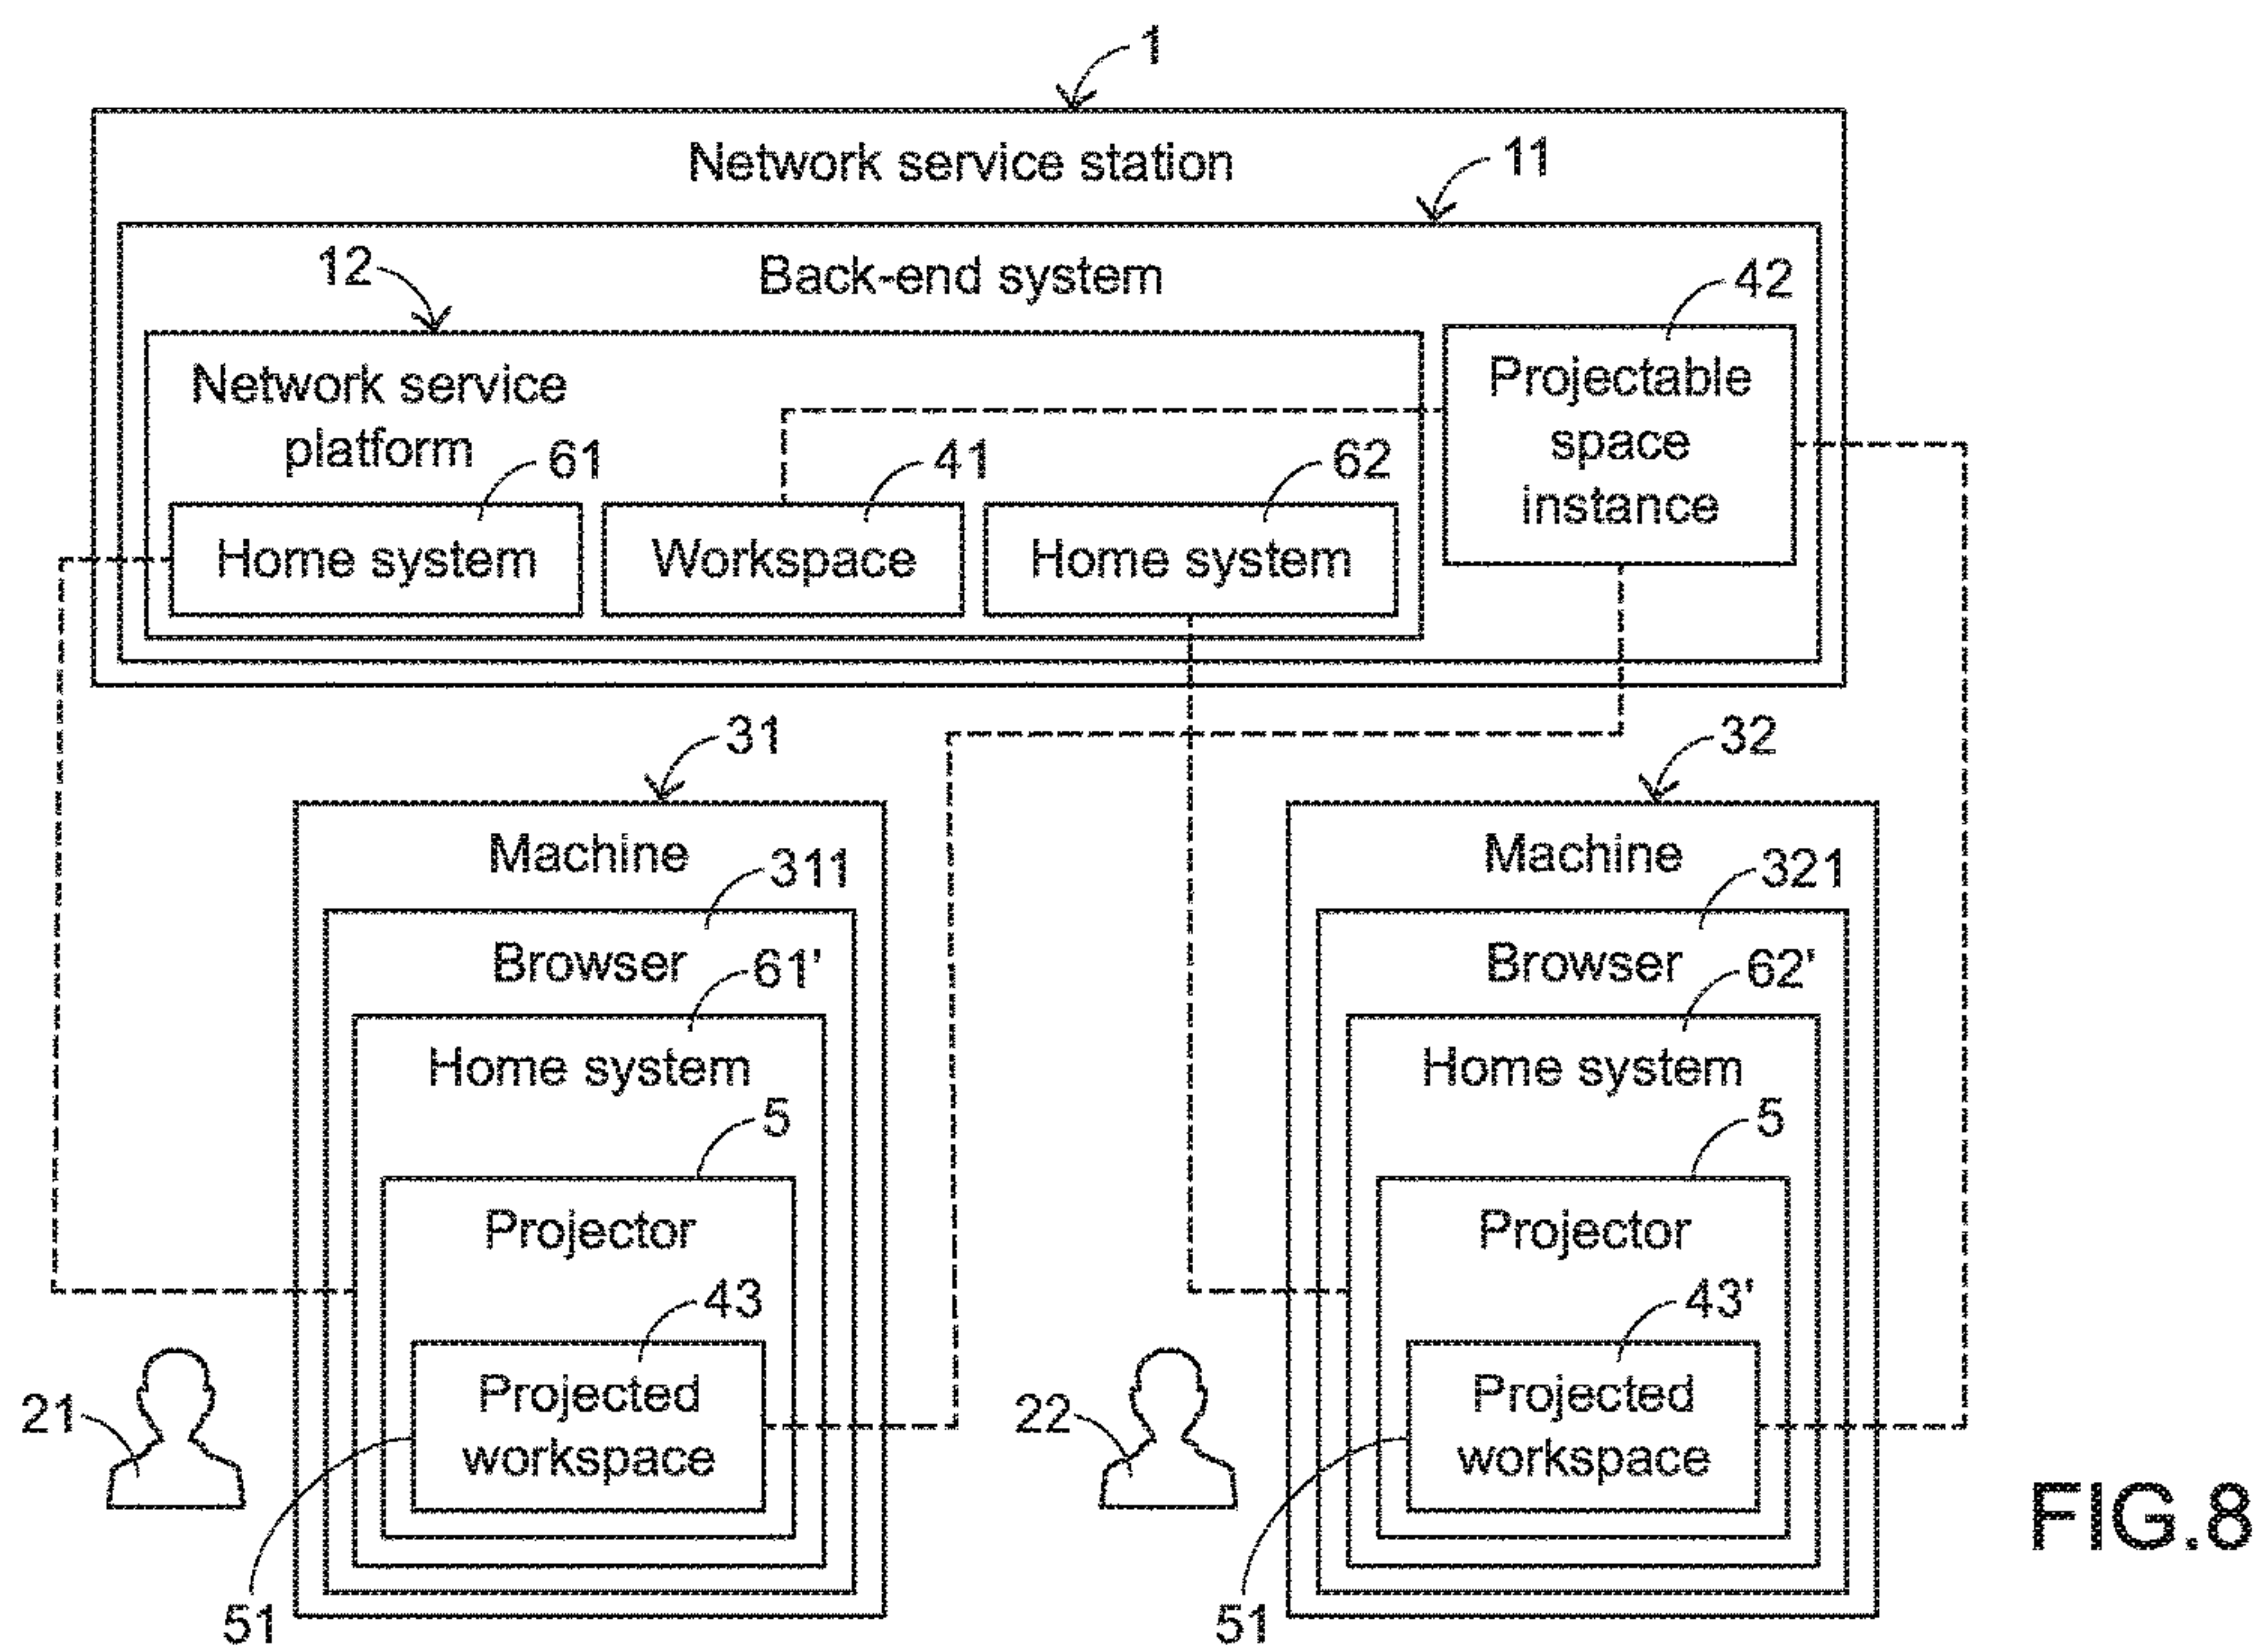 1
Network service station
11
12
Back-end system
42
Network service
platform
Projectable
space
instance
61
41
62
Home system
Workspace
Home system
31
32
Machine
Machine
311
321
Browser
Browser
61'
62'
Home system
Home system
5
5
Projector
Projector
43
43'
Projected
workspace
Projected
workspace
21
22
51
51
FIG.8